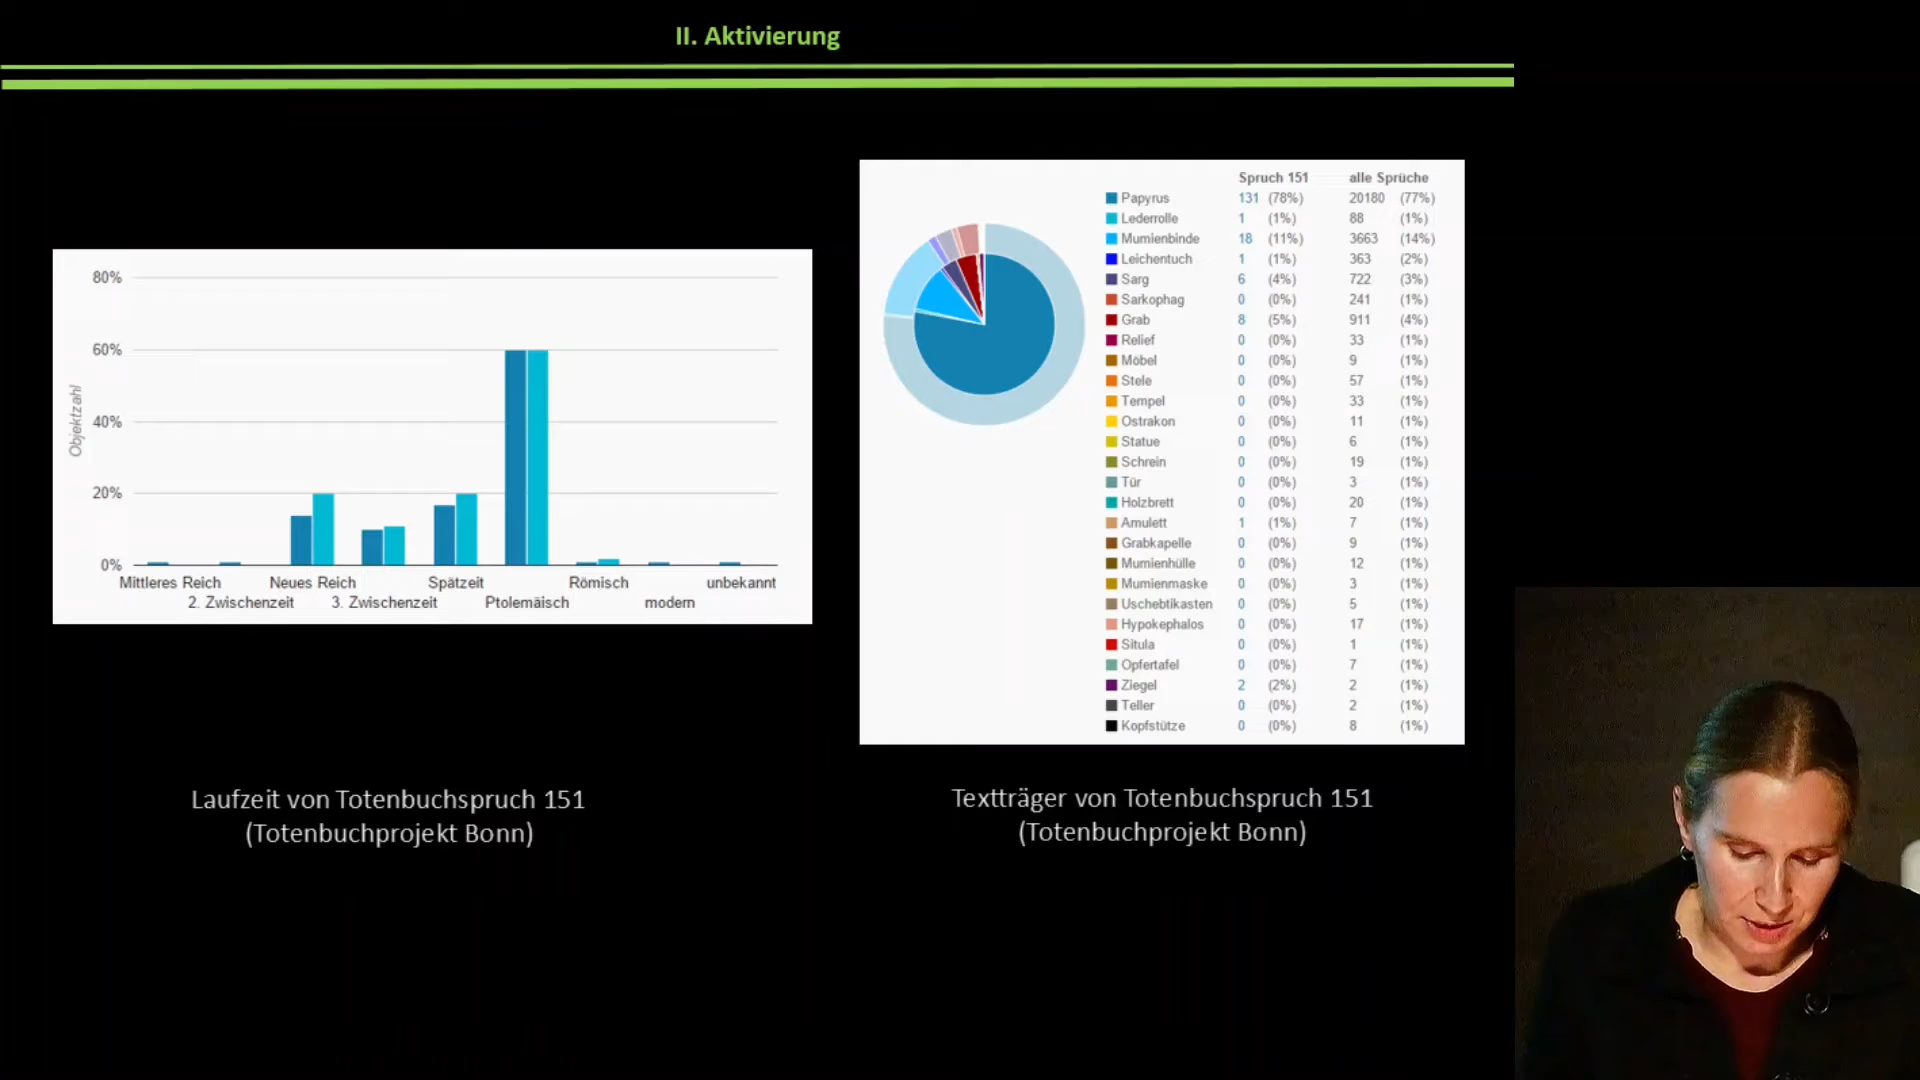 II. Aktivierung
80%
60%
40%
20%
0%
Objektzahl
Mittleres Reich
2. Zwischenzeit
Neues Reich
3. Zwischenzeit
Spätzeit
Ptolemäisch
Römisch
modern
unbekannt
Laufzeit von Totenbuchspruch 151
(Totenbuchprojekt Bonn)
Spruch 151 alle Sprüche
Papyrus 131 (78%) 20180 (77%)
Lederrolle 1 (1%) 88 (1%)
Mumienbinde 18 (11%) 3663 (14%)
Leichentuch 1 (1%) 363 (2%)
Sarg 6 (4%) 722 (3%)
Sarkophag 0 (0%) 241 (1%)
Grab 8 (5%) 911 (4%)
Relief 0 (0%) 33 (1%)
Möbel 0 (0%) 9 (1%)
Stele 0 (0%) 57 (1%)
Tempel 0 (0%) 33 (1%)
Ostrakon 0 (0%) 11 (1%)
Statue 0 (0%) 6 (1%)
Schrein 0 (0%) 19 (1%)
Tür 0 (0%) 3 (1%)
Holzbrett 0 (0%) 20 (1%)
Amulett 1 (1%) 7 (1%)
Grabkapelle 0 (0%) 9 (1%)
Mumienhülle 0 (0%) 12 (1%)
Mumienmaske 0 (0%) 3 (1%)
Uschebtikasten 0 (0%) 5 (1%)
Hypokephalos 0 (0%) 17 (1%)
Situla 0 (0%) 1 (1%)
Opfertafel 0 (0%) 7 (1%)
Ziegel 2 (2%) 2 (1%)
Teller 0 (0%) 2 (1%)
Kopfstütze 0 (0%) 8 (1%)
Textträger von Totenbuchspruch 151
(Totenbuchprojekt Bonn)